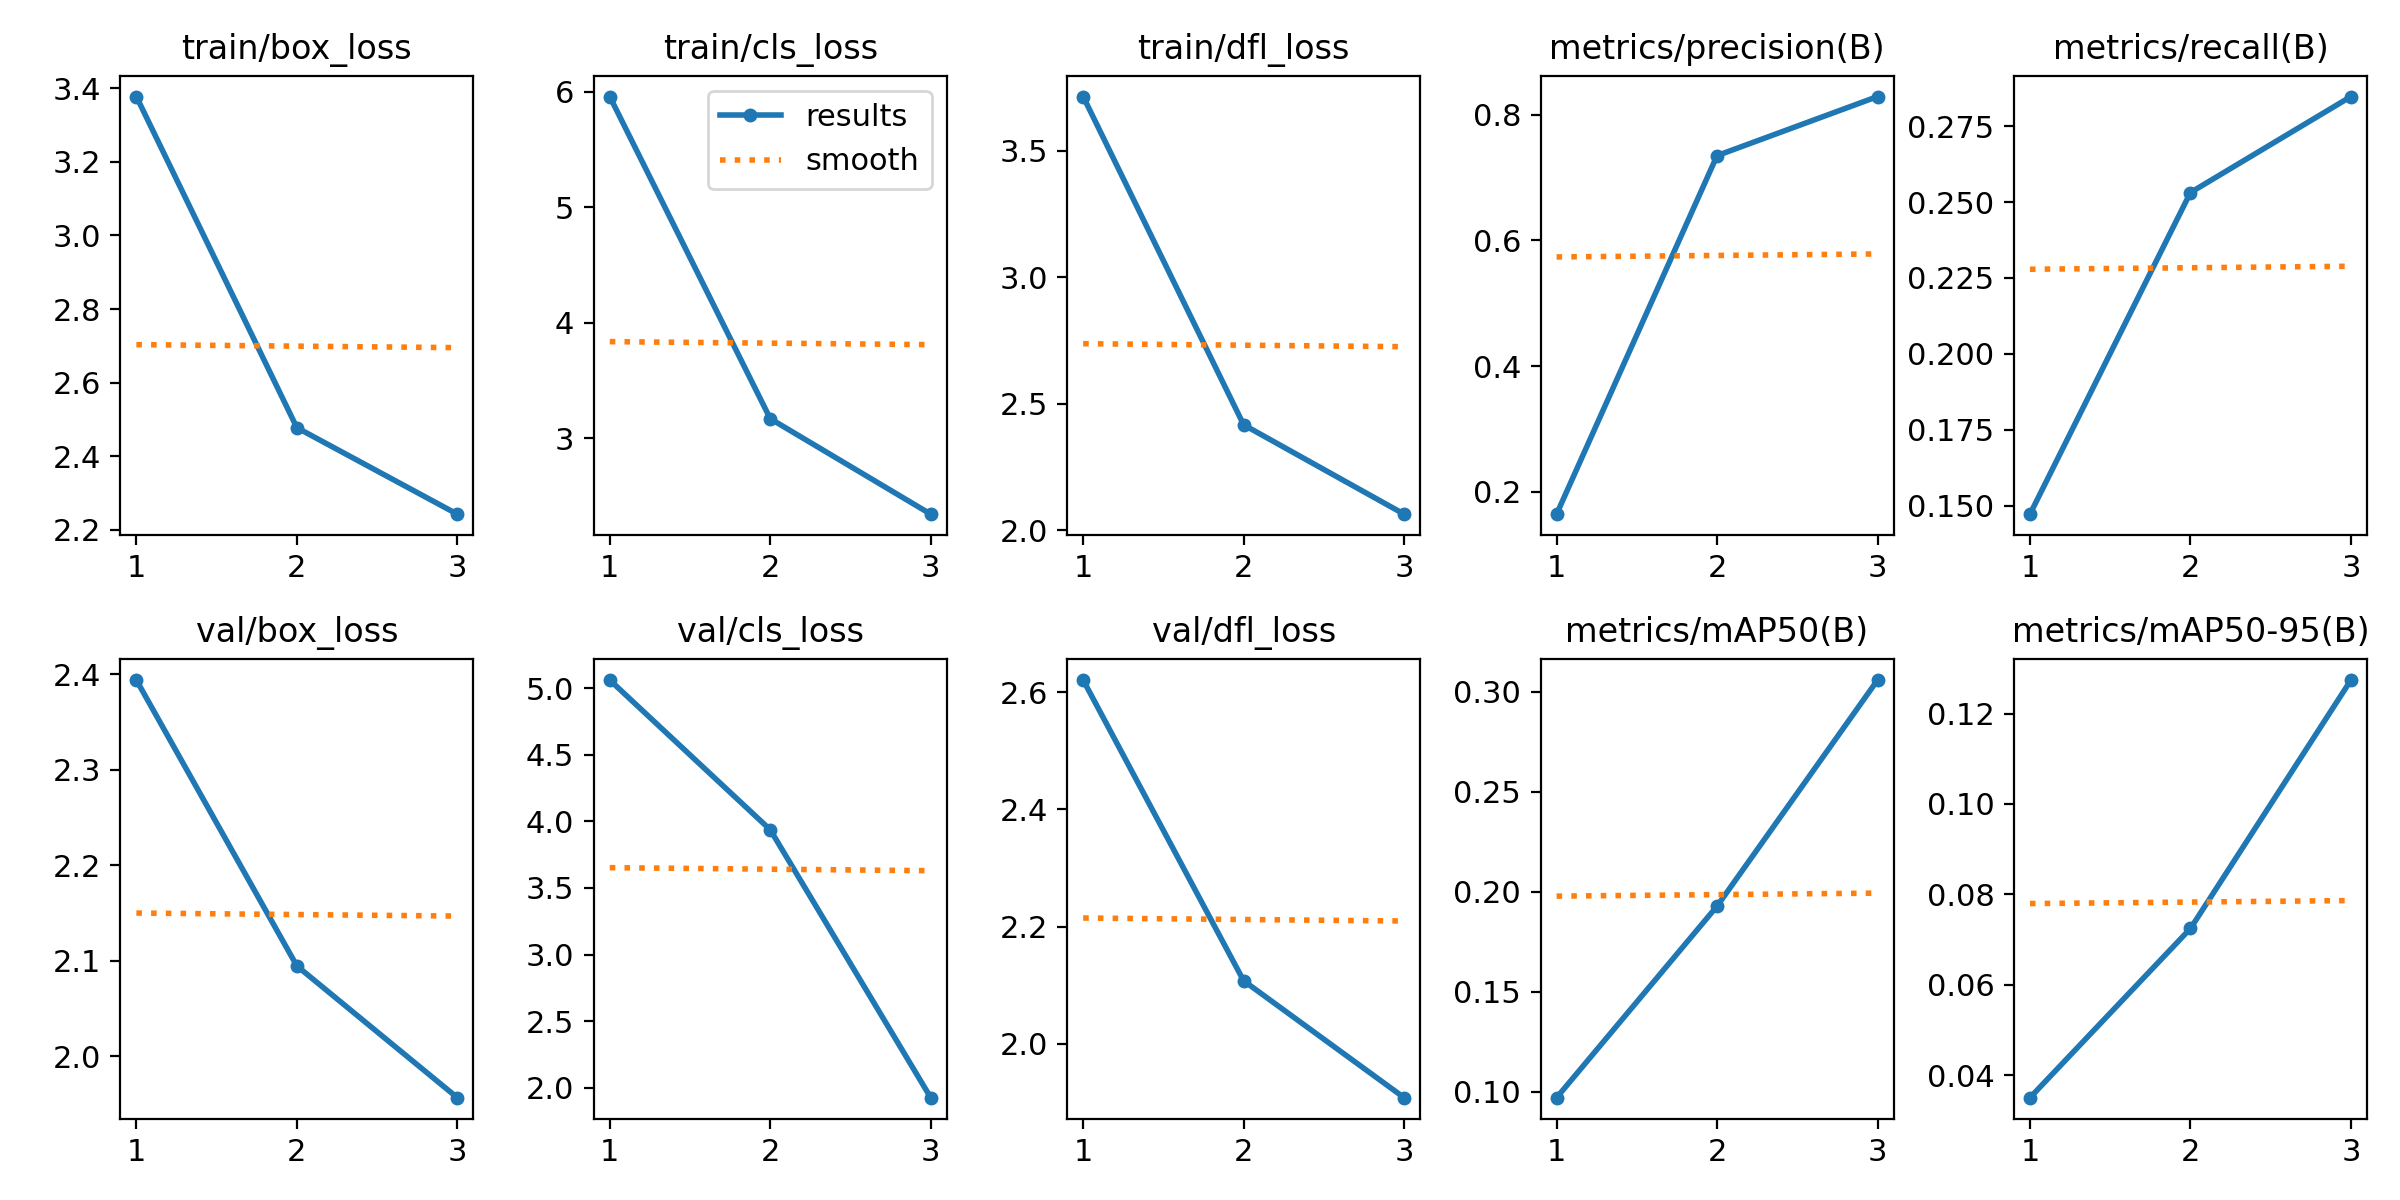 train/box_loss
3.4
3.2
3.0
2.8
2.6
2.4
2.2
1 2 3
train/cls_loss
results
smooth
6
5
4
3
1 2 3
train/dfl_loss
3.5
3.0
2.5
2.0
1 2 3
metrics/precision(B)
0.8
0.6
0.4
0.2
1 2 3
metrics/recall(B)
0.275
0.250
0.225
0.200
0.175
0.150
1 2 3
val/box_loss
2.4
2.3
2.2
2.1
2.0
1 2 3
val/cls_loss
5.0
4.5
4.0
3.5
3.0
2.5
2.0
1 2 3
val/dfl_loss
2.6
2.4
2.2
2.0
1 2 3
metrics/mAP50(B)
0.30
0.25
0.20
0.15
0.10
1 2 3
metrics/mAP50-95(B)
0.12
0.10
0.08
0.06
0.04
1 2 3